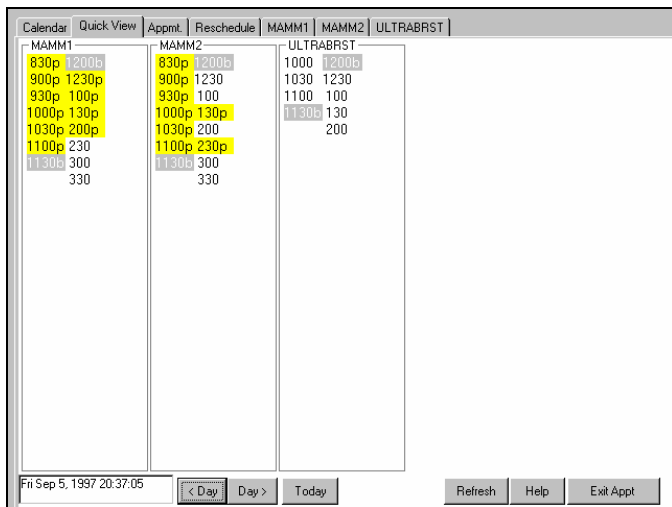 Calendar Quick View Appmt. Reschedule MAMM1 MAMM2 ULTRABRST
MAMM1 MAMM2 ULTRABRST
830p 1200b 830p 1200b 1000 1200b
900p 1230p 900p 1230 1030 1230
930p 100p 930p 100 1100 100
1000p 130p 1000p 130p 1130b 130
1030p 200p 1030p 200 200
1100p 230 1100p 230p
1130b 300 1130b 300
330 330
Fri Sep 5, 1997 20:37:05 < Day Day > Today Refresh Help Exit Appt